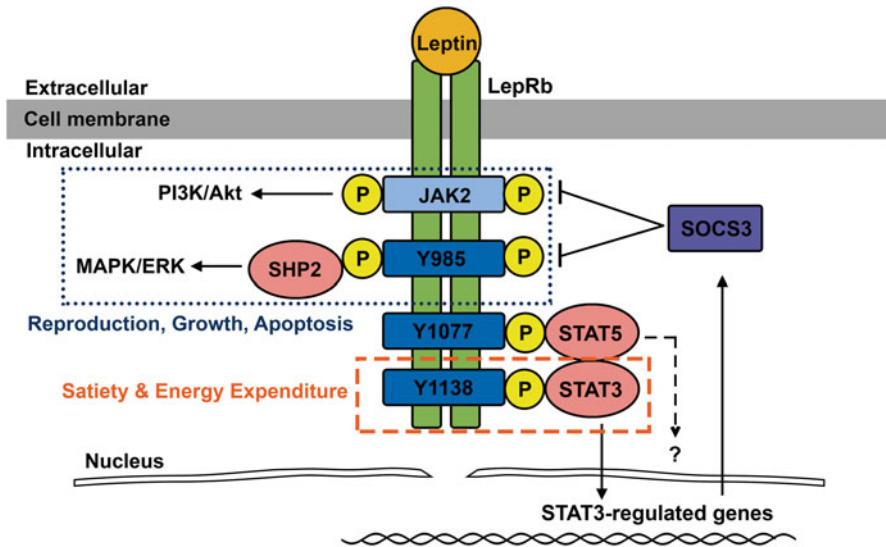 Leptin
Extracellular
LepRb
Cell membrane
Intracellular
PI3K/Akt
P
JAK2
P
SOCS3
MAPK/ERK
SHP2
P
Y985
P
Reproduction, Growth, Apoptosis
Y1077
P
STAT5
Satiety & Energy Expenditure
Y1138
P
STAT3
?
Nucleus
STAT3-regulated genes